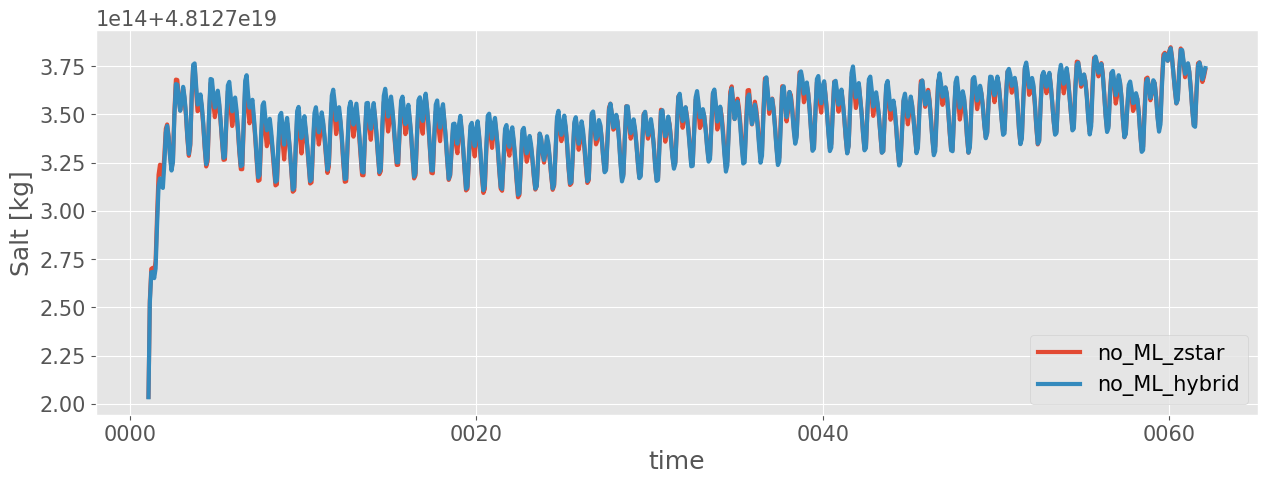 1e14+4.8127e19
3.75
3.50
3.25
3.00
2.75
2.50
2.25
2.00
Salt [kg]
no_ML_zstar
no_ML_hybrid
0000 0020 0040 0060
time